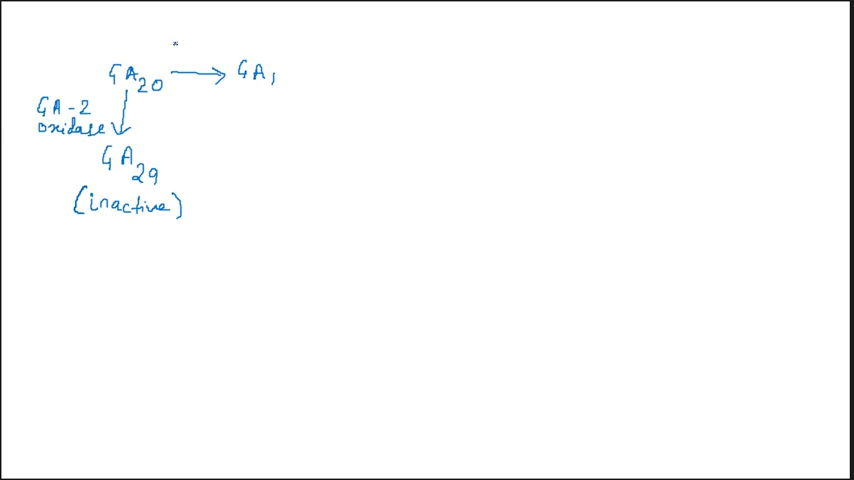 GA20 → GA1
GA-2
oxidase
GA29
(inactive)